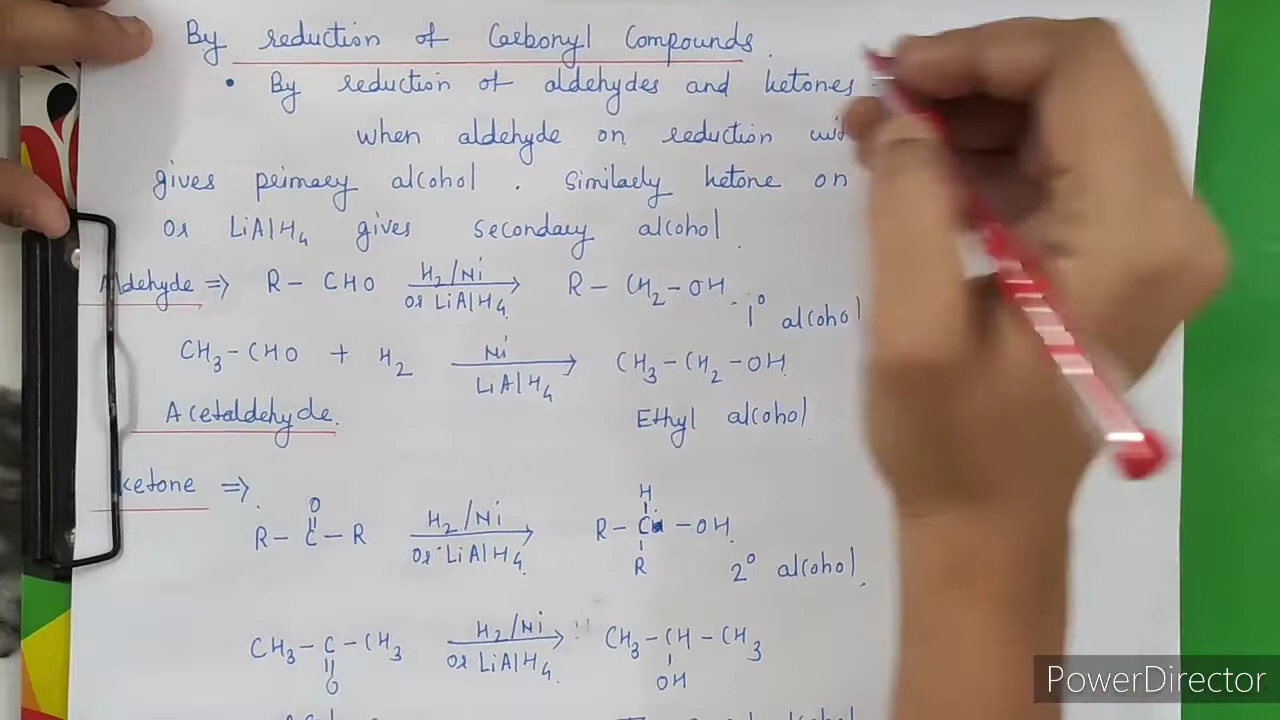 By reduction of Carbonyl Compounds.
• By reduction of aldehydes and ketones
when aldehyde on reduction
gives primary alcohol . Similarly ketone on
or LiAlH4 gives secondary alcohol.
Aldehyde ⇒ R - CHO H2/Ni or LiAlH4 → R - CH2-OH. 1° alcohol
CH3-CHO + H2 Ni LiAlH4 → CH3-CH2-OH.
Acetaldehyde. Ethyl alcohol
Ketone ⇒
O H
R - C - R H2/Ni or LiAlH4 → R - C - OH.
R 2° alcohol.
CH3-C-CH3 H2/Ni or LiAlH4. → CH3-CH-CH3
O OH
PowerDirector